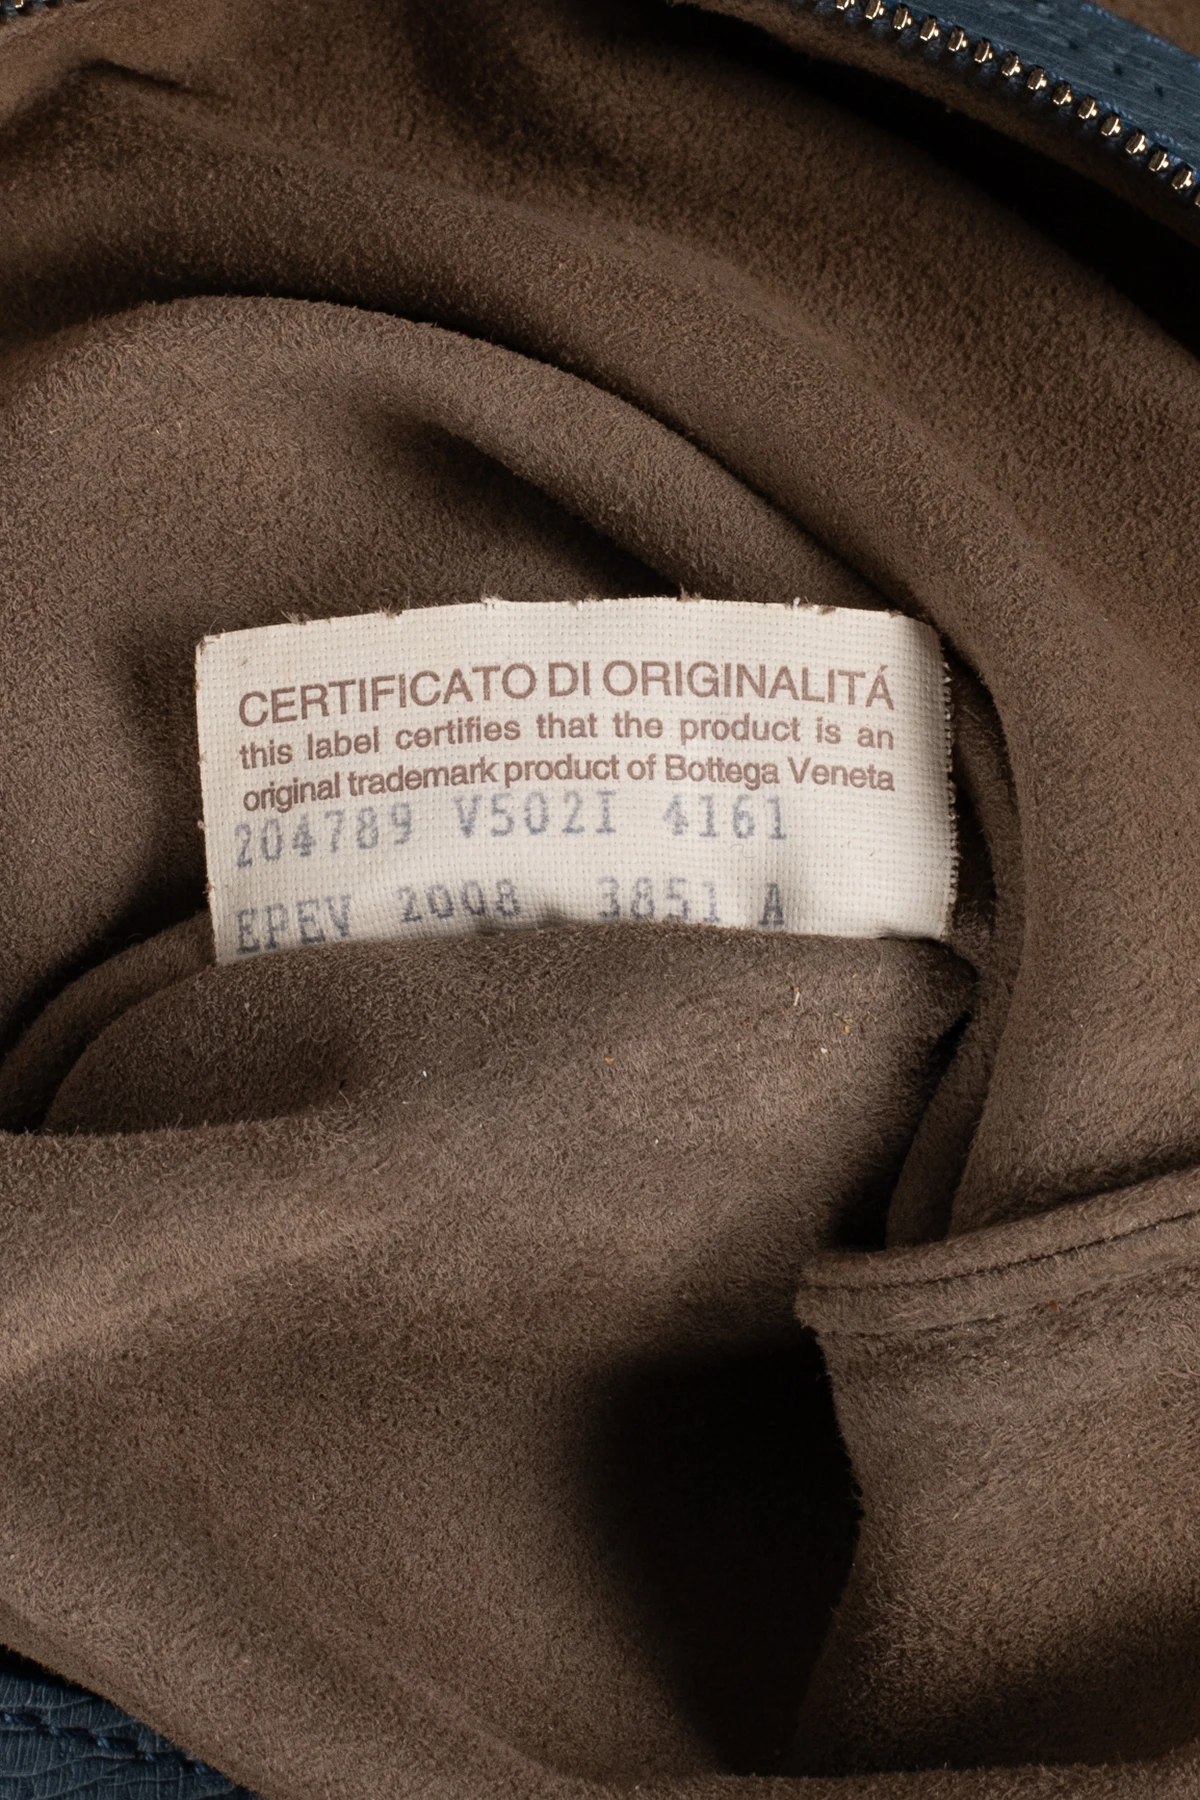 CERTIFICATO DI ORIGINALITÁ
this label certifies that the product is an
original trademark product of Bottega Veneta
204789 V502I 4161
EPEV 2008 3851 A